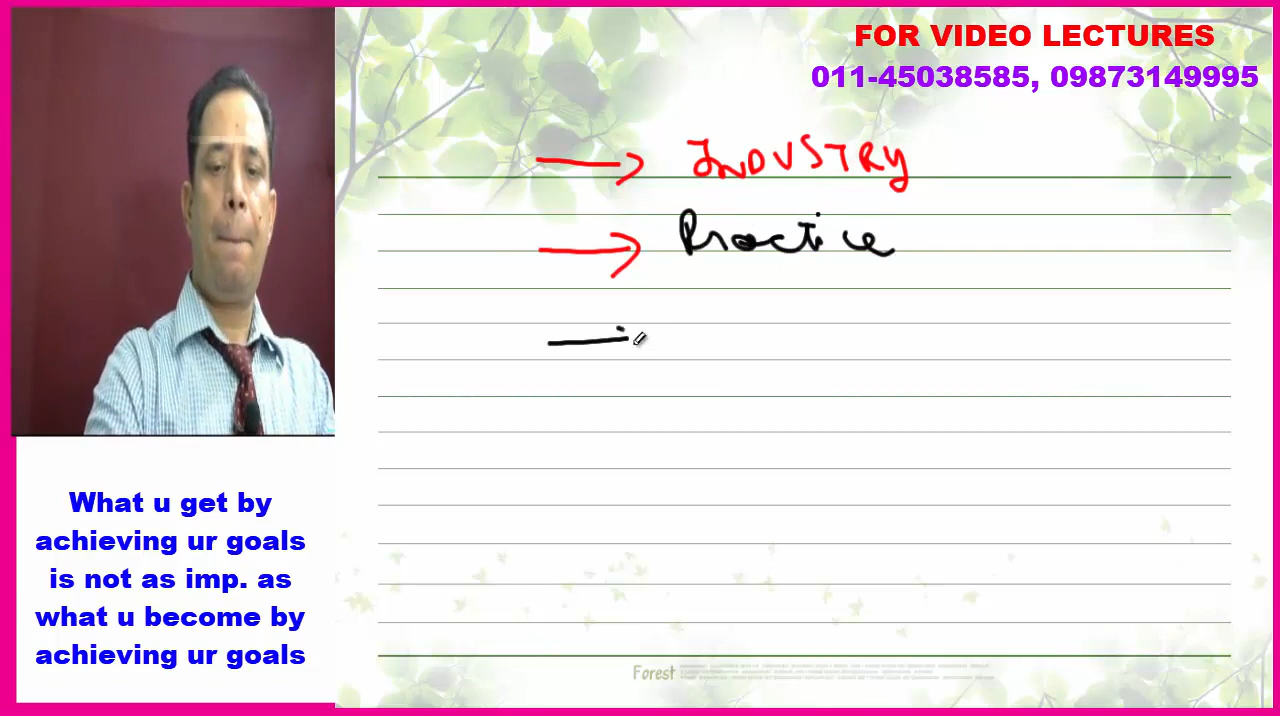 FOR VIDEO LECTURES
011-45038585, 09873149995
INDUSTRY
Practice
What u get by
achieving ur goals
is not as imp. as
what u become by
achieving ur goals
Forest